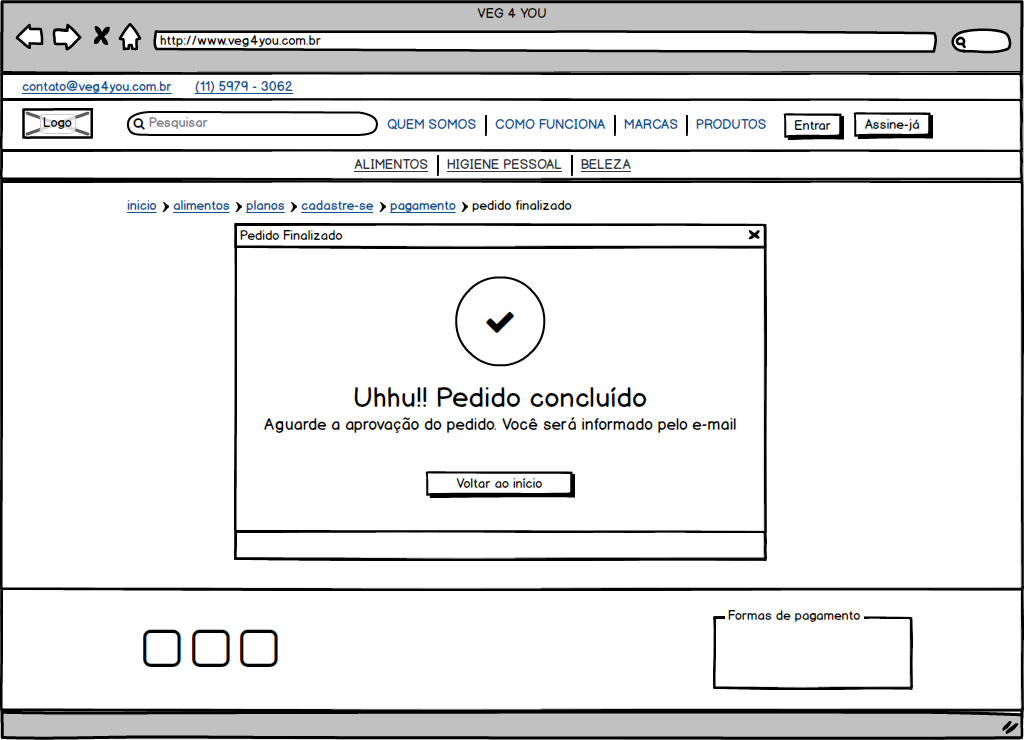 VEG 4 YOU
http://www.veg4you.com.br
contato@veg4you.com.br (11) 5979 - 3062
Logo Pesquisar QUEM SOMOS COMO FUNCIONA MARCAS PRODUTOS Entrar Assine-já
ALIMENTOS HIGIENE PESSOAL BELEZA
inicio alimentos planos cadastre-se pagamento pedido finalizado
Pedido Finalizado
Uhhu!! Pedido concluído
Aguarde a aprovação do pedido. Você será informado pelo e-mail
Voltar ao início
Formas de pagamento